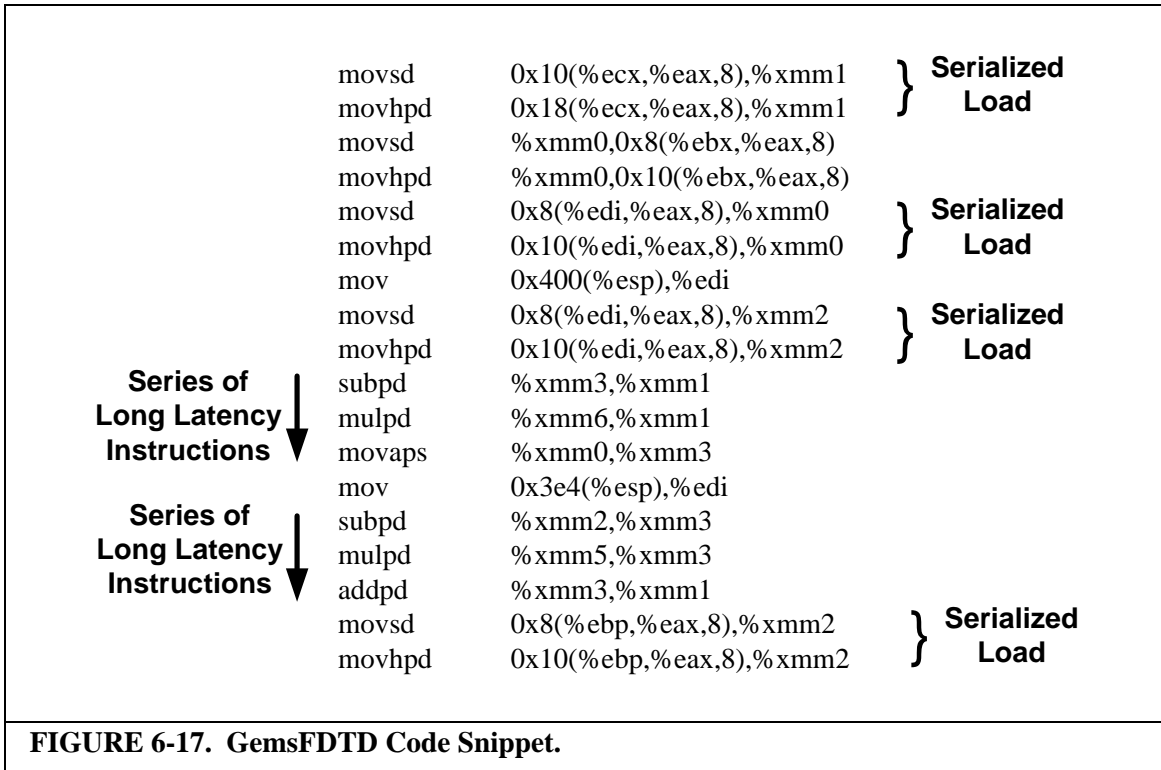 movsd 0x10(%ecx,%eax,8),%xmm1 } Serialized
movhpd 0x18(%ecx,%eax,8),%xmm1 Load
movsd %xmm0,0x8(%ebx,%eax,8)
movhpd %xmm0,0x10(%ebx,%eax,8)
movsd 0x8(%edi,%eax,8),%xmm0 } Serialized
movhpd 0x10(%edi,%eax,8),%xmm0 Load
mov 0x400(%esp),%edi
movsd 0x8(%edi,%eax,8),%xmm2 } Serialized
movhpd 0x10(%edi,%eax,8),%xmm2 Load
Series of subpd %xmm3,%xmm1
Long Latency mulpd %xmm6,%xmm1
Instructions movaps %xmm0,%xmm3
mov 0x3e4(%esp),%edi
Series of subpd %xmm2,%xmm3
Long Latency mulpd %xmm5,%xmm3
Instructions addpd %xmm3,%xmm1
movsd 0x8(%ebp,%eax,8),%xmm2 } Serialized
movhpd 0x10(%ebp,%eax,8),%xmm2 Load
FIGURE 6-17. GemsFDTD Code Snippet.